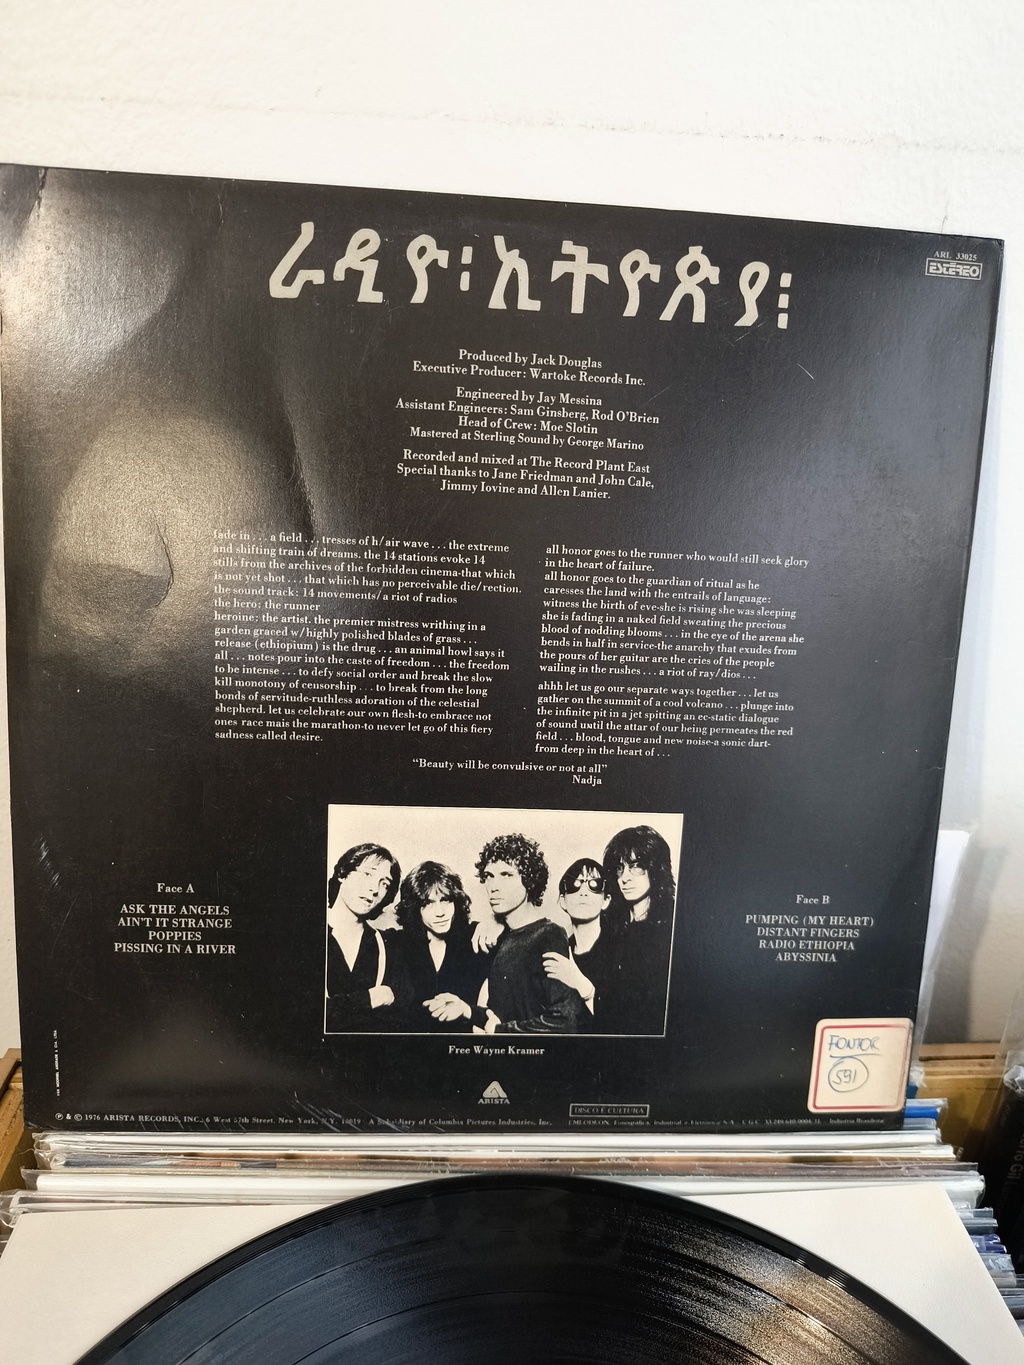 ራዲዮ፡ኢትዮጵያ፡
ARL 33025
ESTÉREO
Produced by Jack Douglas
Executive Producer: Wartoke Records Inc.
Engineered by Jay Messina
Assistant Engineers: Sam Ginsberg, Rod O'Brien
Head of Crew: Moe Slotin
Mastered at Sterling Sound by George Marino
Recorded and mixed at The Record Plant East
Special thanks to Jane Friedman and John Cale,
Jimmy Iovine and Allen Lanier.
fade in . . . a field . . . tresses of h/air wave . . . the extreme
and shifting train of dreams. the 14 stations evoke 14
stills from the archives of the forbidden cinema-that which
is not yet shot . . . that which has no perceivable die/rection.
the sound track: 14 movements/a riot of radios
the hero: the runner
heroine: the artist. the premier mistress writhing in a
garden graced w/highly polished blades of grass . . .
release (ethiopium) is the drug . . . an animal howl says it
all . . . notes pour into the caste of freedom . . . the freedom
to be intense . . . to defy social order and break the slow
kill monotony of censorship . . . to break from the long
bonds of servitude-ruthless adoration of the celestial
shepherd. let us celebrate our own flesh-to embrace not
ones race mais the marathon-to never let go of this fiery
sadness called desire.
all honor goes to the runner who would still seek glory
in the heart of failure.
all honor goes to the guardian of ritual as he
caresses the land with the entrails of language:
witness the birth of eve-she is rising she was sleeping
she is fading in a naked field sweating the precious
blood of nodding blooms . . . in the eye of the arena she
bends in half in service-the anarchy that exudes from
the pours of her guitar are the cries of the people
wailing in the rushes . . . a riot of ray/dios . . .
ahhh let us go our separate ways together . . . let us
gather on the summit of a cool volcano . . . plunge into
the infinite pit in a jet spitting an ec-static dialogue
of sound until the attar of our being permeates the red
field . . . blood, tongue and new noise-a sonic dart-
from deep in the heart of . . .
"Beauty will be convulsive or not at all"
Nadja
Face A
ASK THE ANGELS
AIN'T IT STRANGE
POPPIES
PISSING IN A RIVER
Face B
PUMPING (MY HEART)
DISTANT FINGERS
RADIO ETHIOPIA
ABYSSINIA
Free Wayne Kramer
FONTOR
591
ARISTA
DISCO É CULTURA
℗ & © 1976 ARISTA RECORDS, INC., 6 West 57th Street, New York, N.Y. 10019 · A Subsidiary of Columbia Pictures Industries, Inc.
EMI-ODEON, Fonográfica, Industrial e Eletrônica S.A. Indústria Brasileira